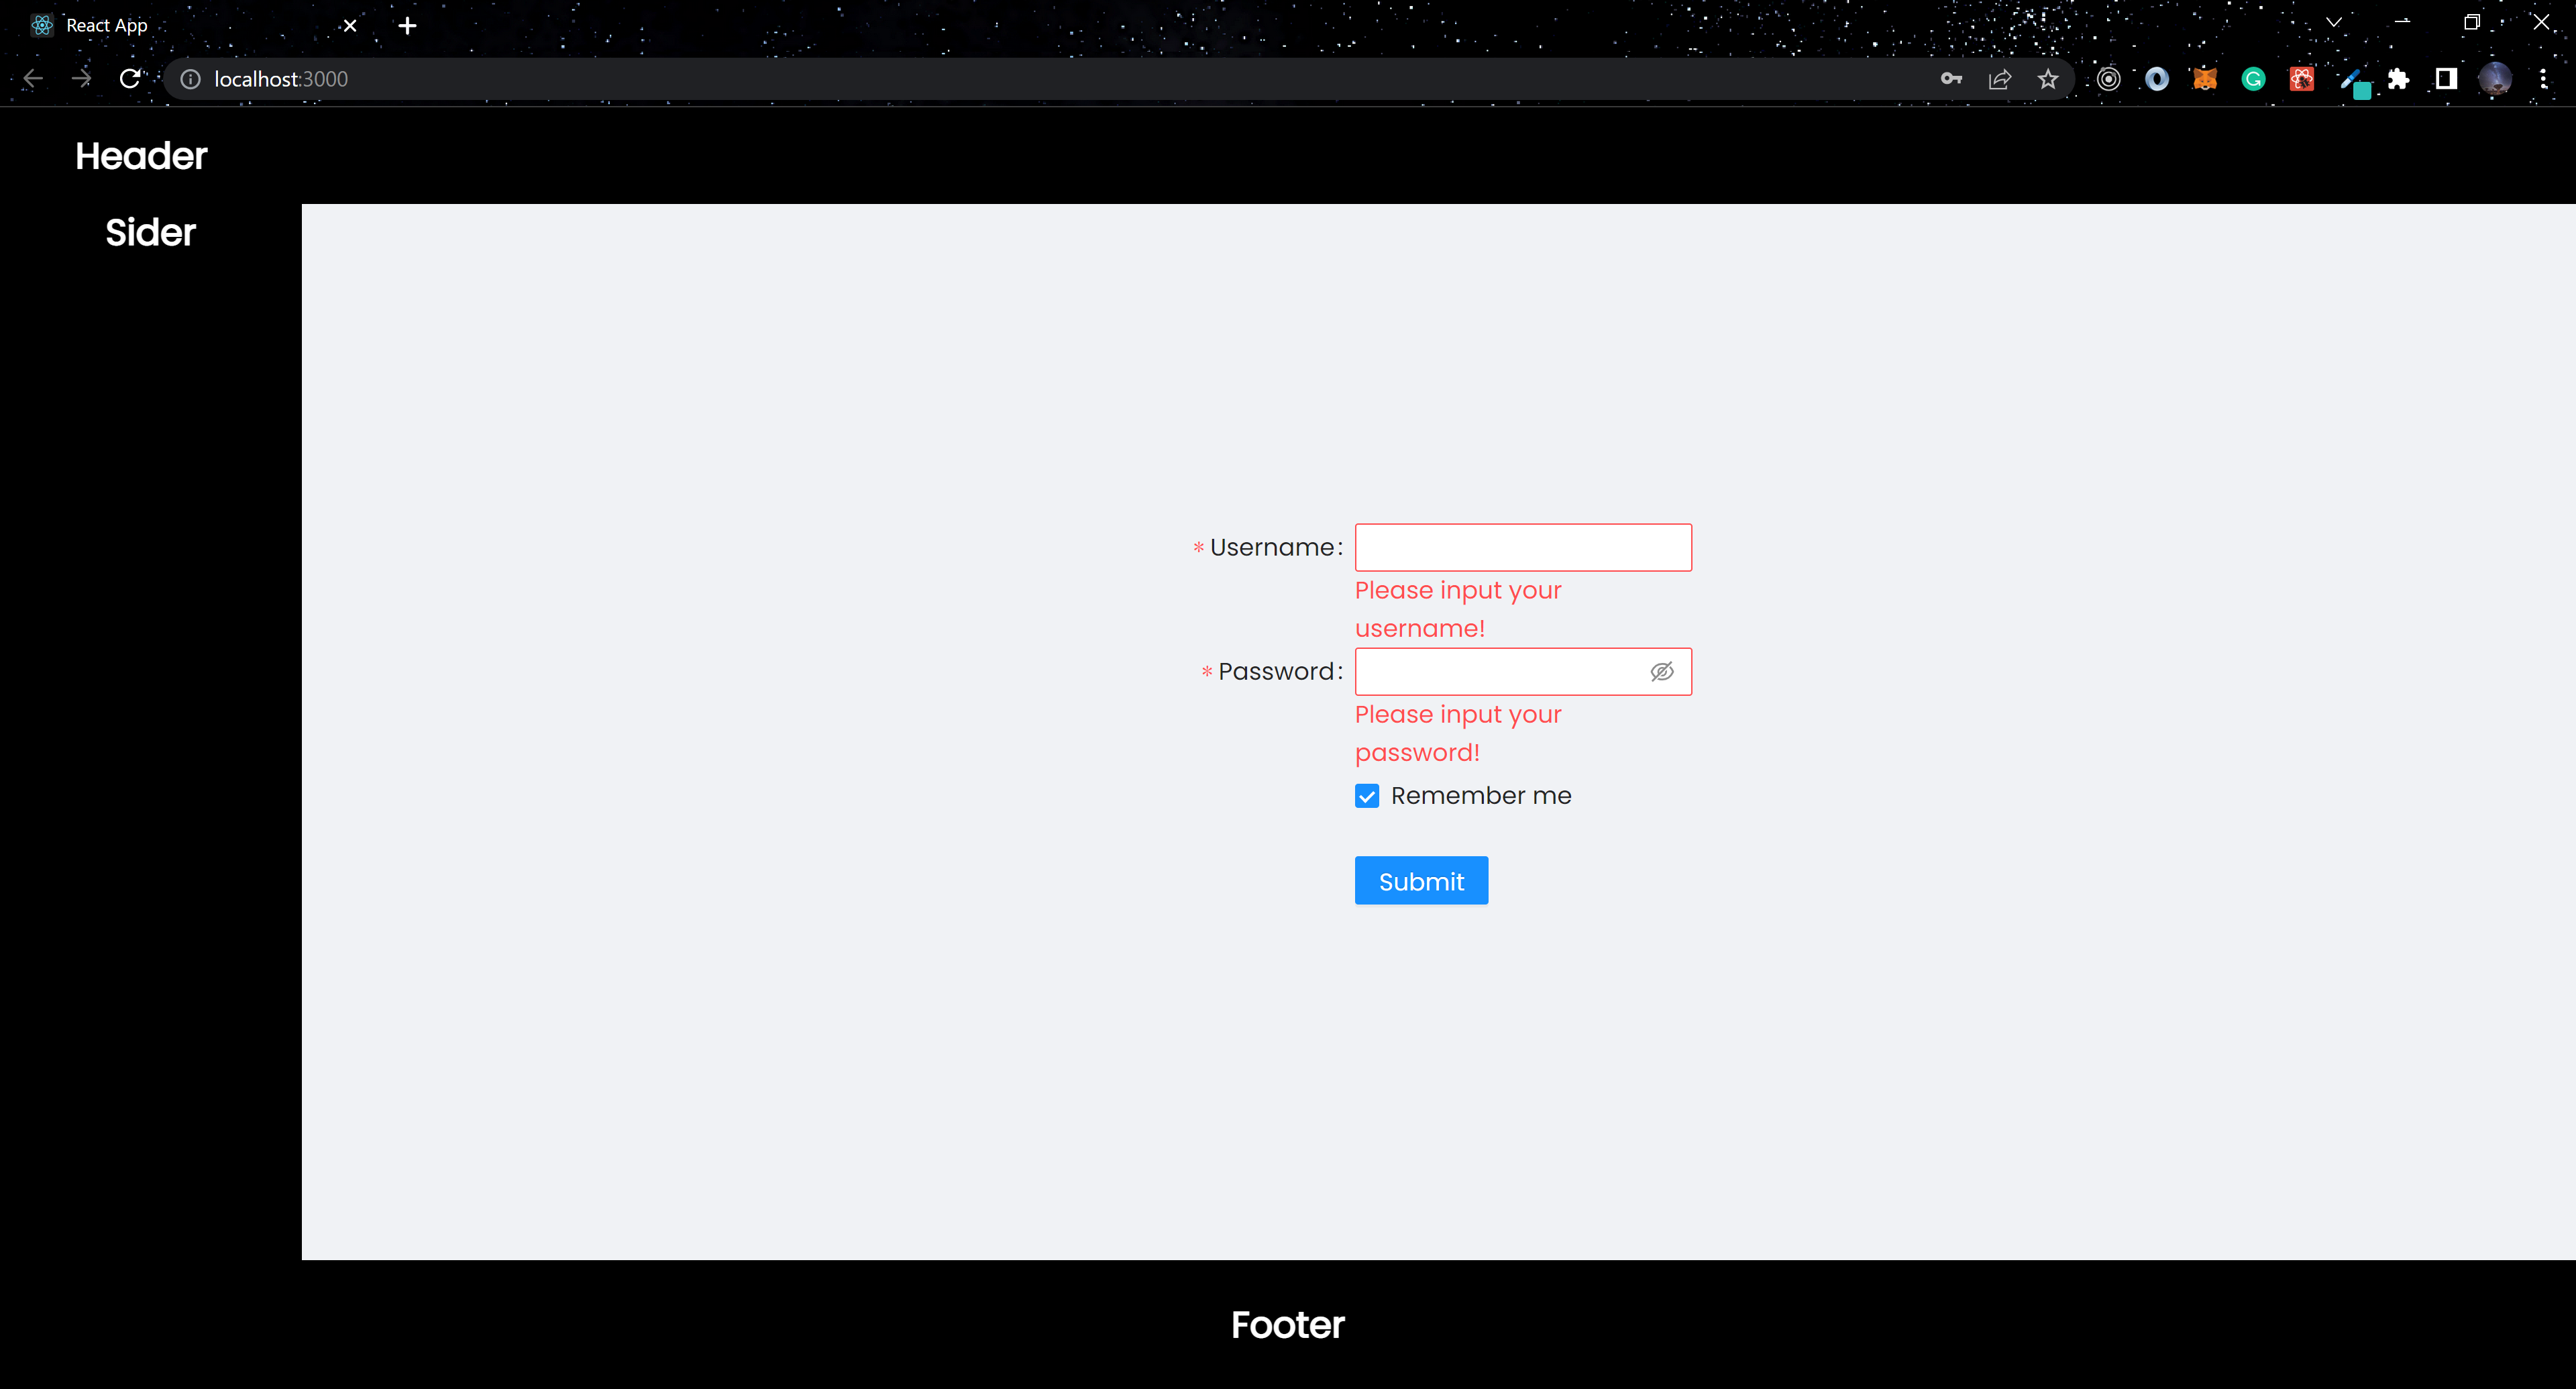 React App
localhost:3000
Header
Sider
* Username:
Please input your
username!
* Password:
Please input your
password!
Remember me
Submit
Footer